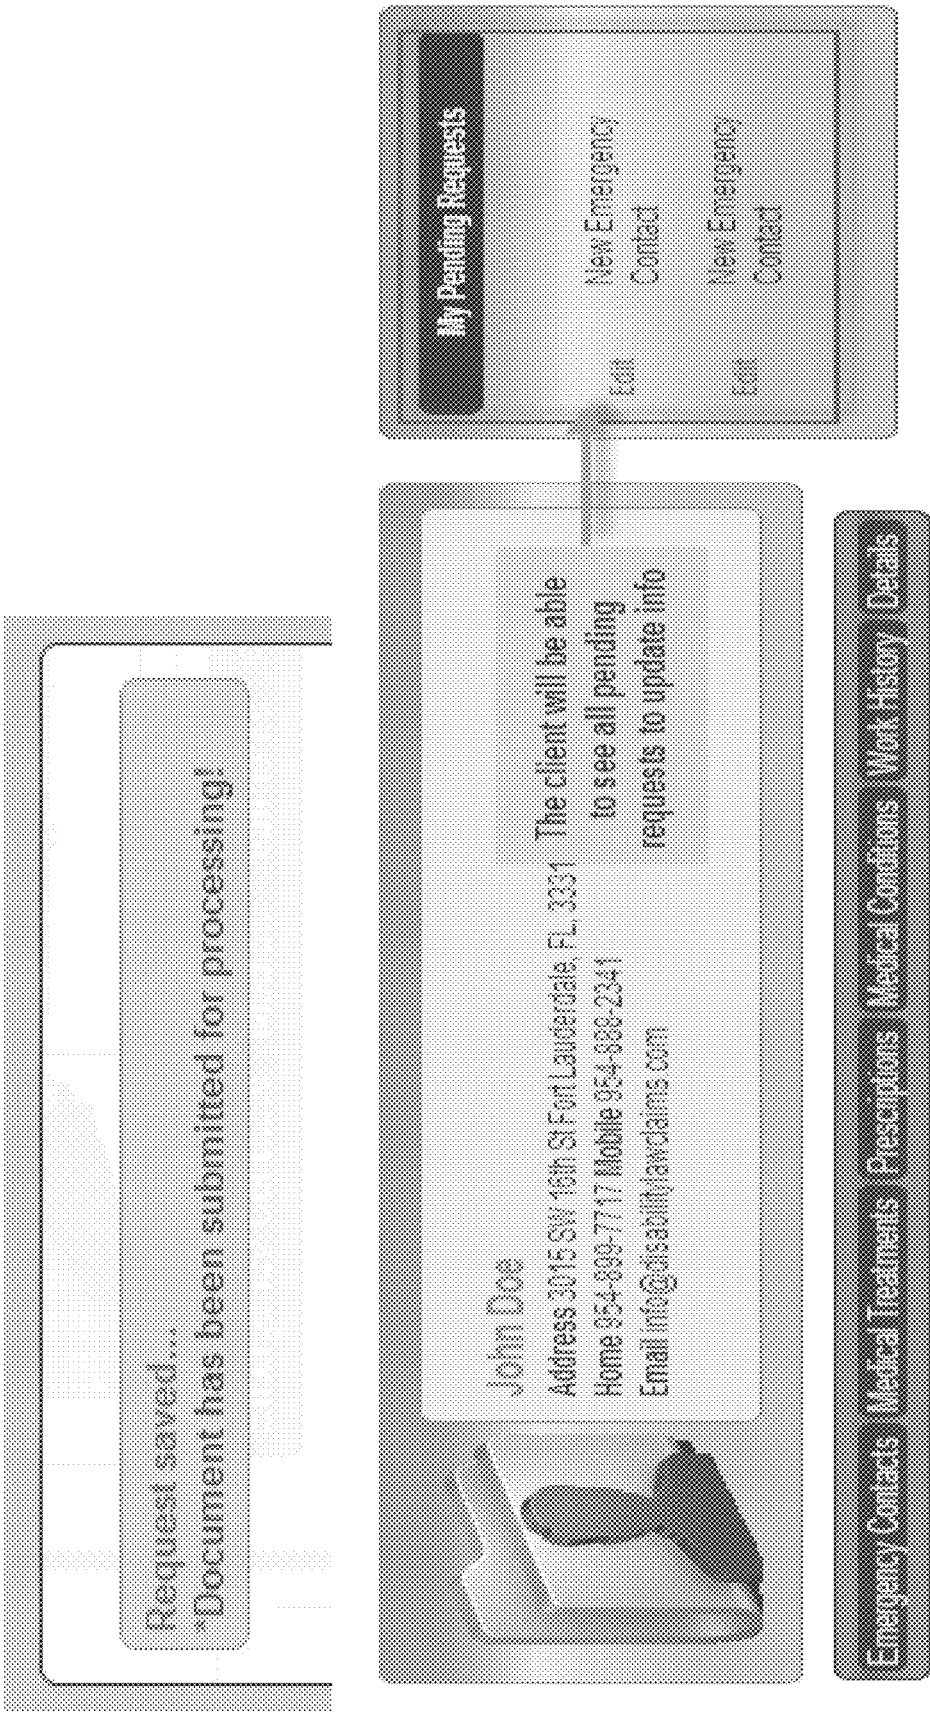 Request saved...
*Document has been submitted for processing!
John Doe
Address 3015 SW 16th St Fort Lauderdale, FL, 3331
Home 954-899-7717 Mobile 954-888-2341
Email info@disabilitylawclaims.com
The client will be able
to see all pending
requests to update info
My Pending Requests
Edit New Emergency
Contact
Edit New Emergency
Contact
Emergency Contacts Medical Treatments Prescriptions Medical Conditions Work History Details